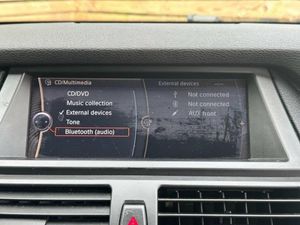 CD/Multimedia
CD/DVD
Music collection
External devices
Tone
Bluetooth (audio)
External devices
Not connected
Not connected
AUX front